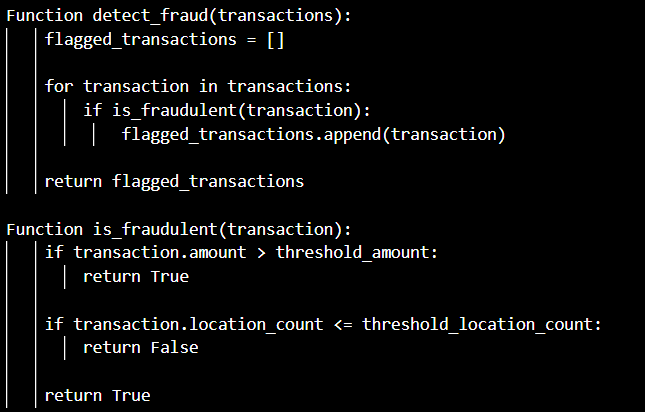 Function detect_fraud(transactions):
flagged_transactions = []
for transaction in transactions:
if is_fraudulent(transaction):
flagged_transactions.append(transaction)
return flagged_transactions
Function is_fraudulent(transaction):
if transaction.amount > threshold_amount:
return True
if transaction.location_count <= threshold_location_count:
return False
return True